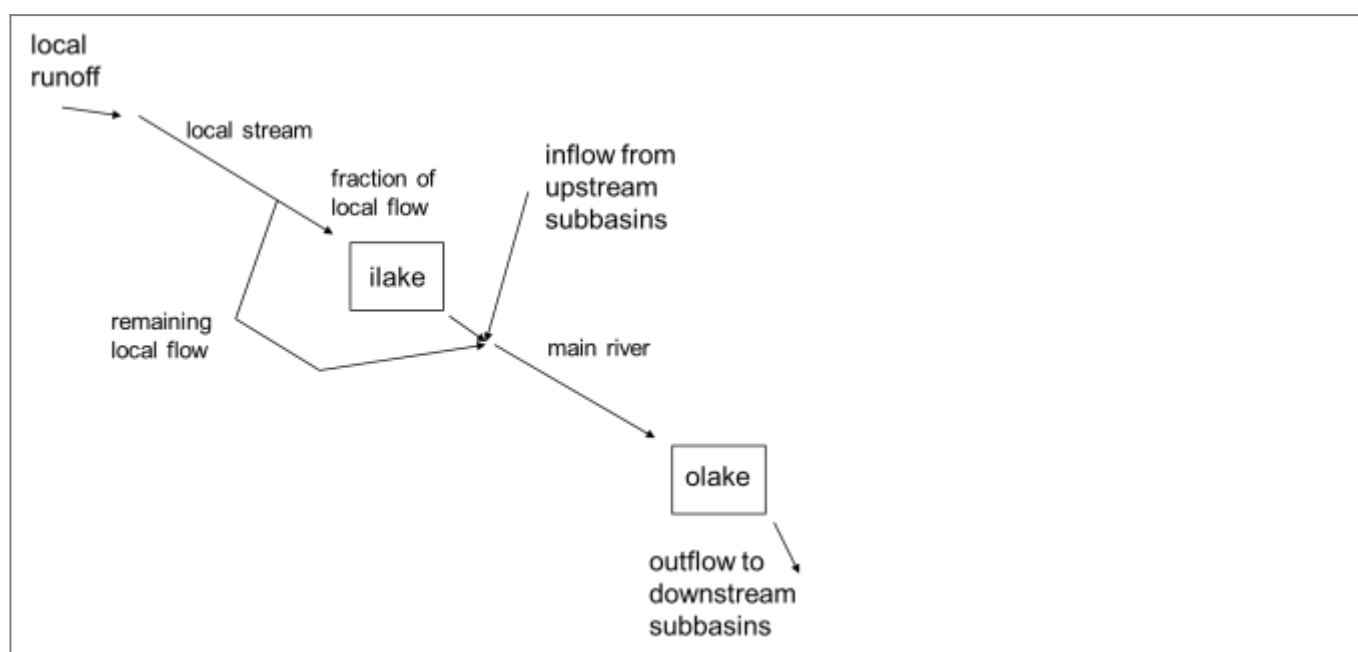 local
runoff
local stream
fraction of
local flow
inflow from
upstream
subbasins
ilake
remaining
local flow
main river
olake
outflow to
downstream
subbasins